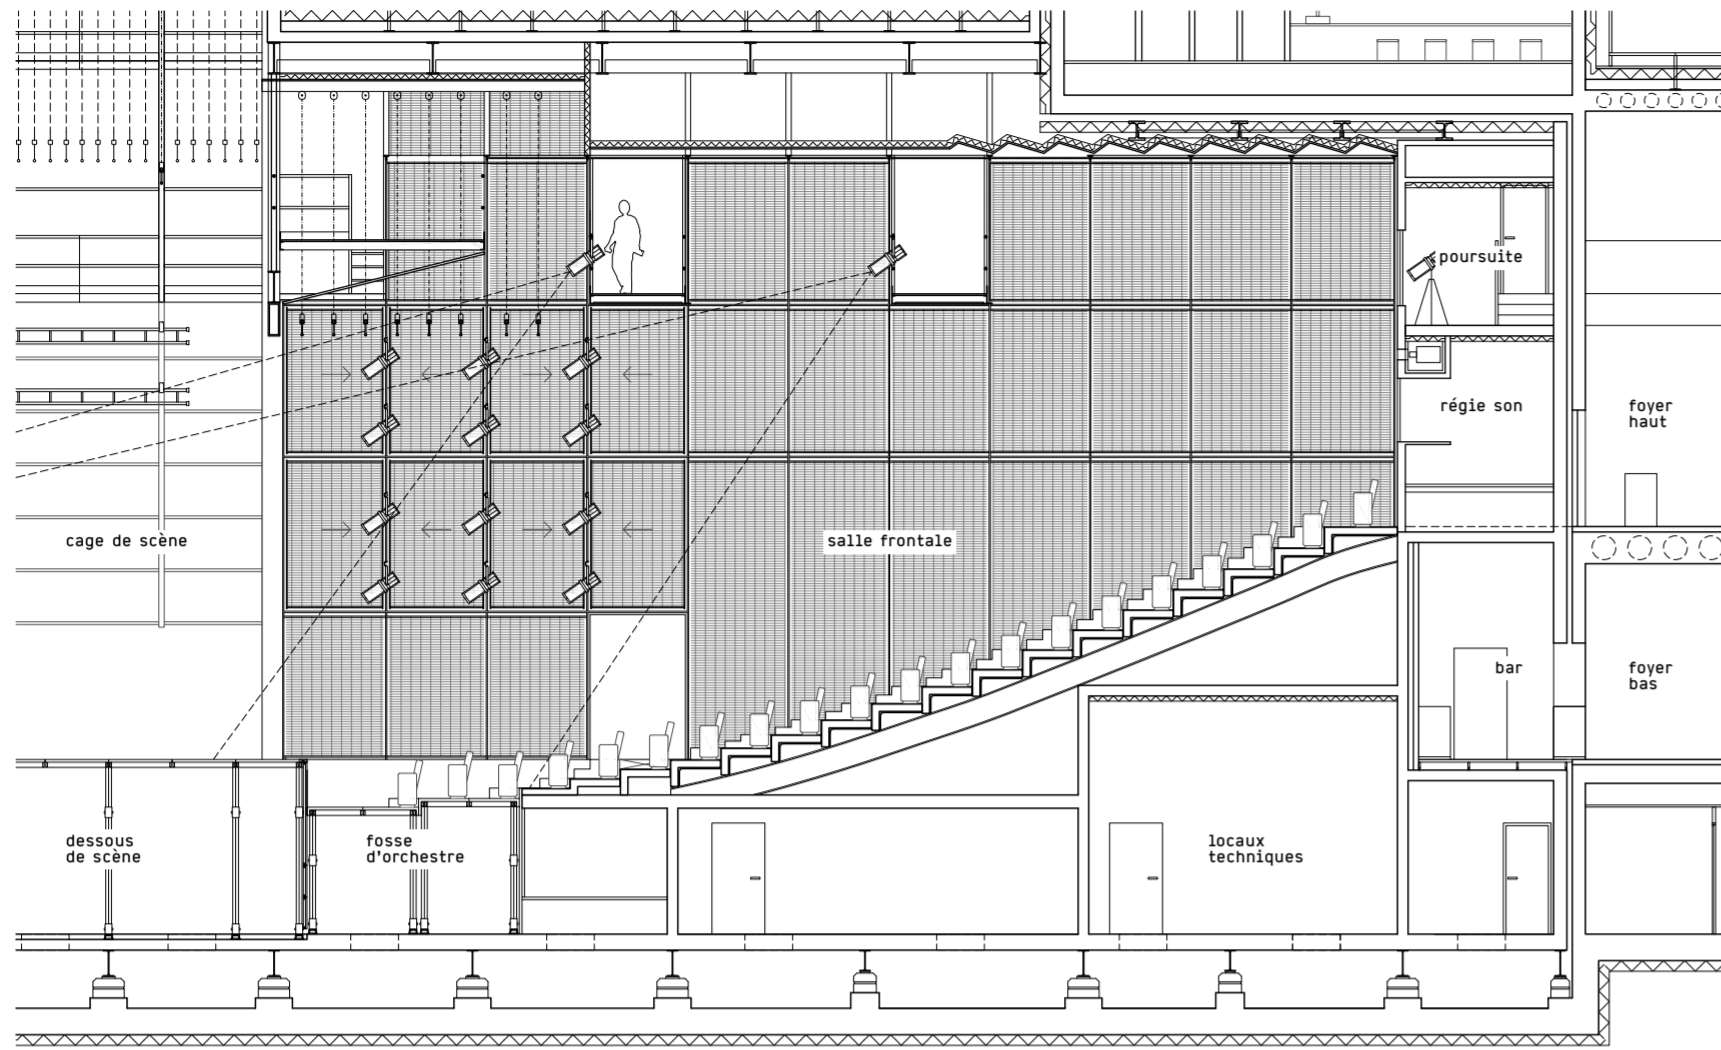 poursuite
régie son
foyer
haut
cage de scène
salle frontale
bar
foyer
bas
dessous
de scène
fosse
d'orchestre
locaux
techniques